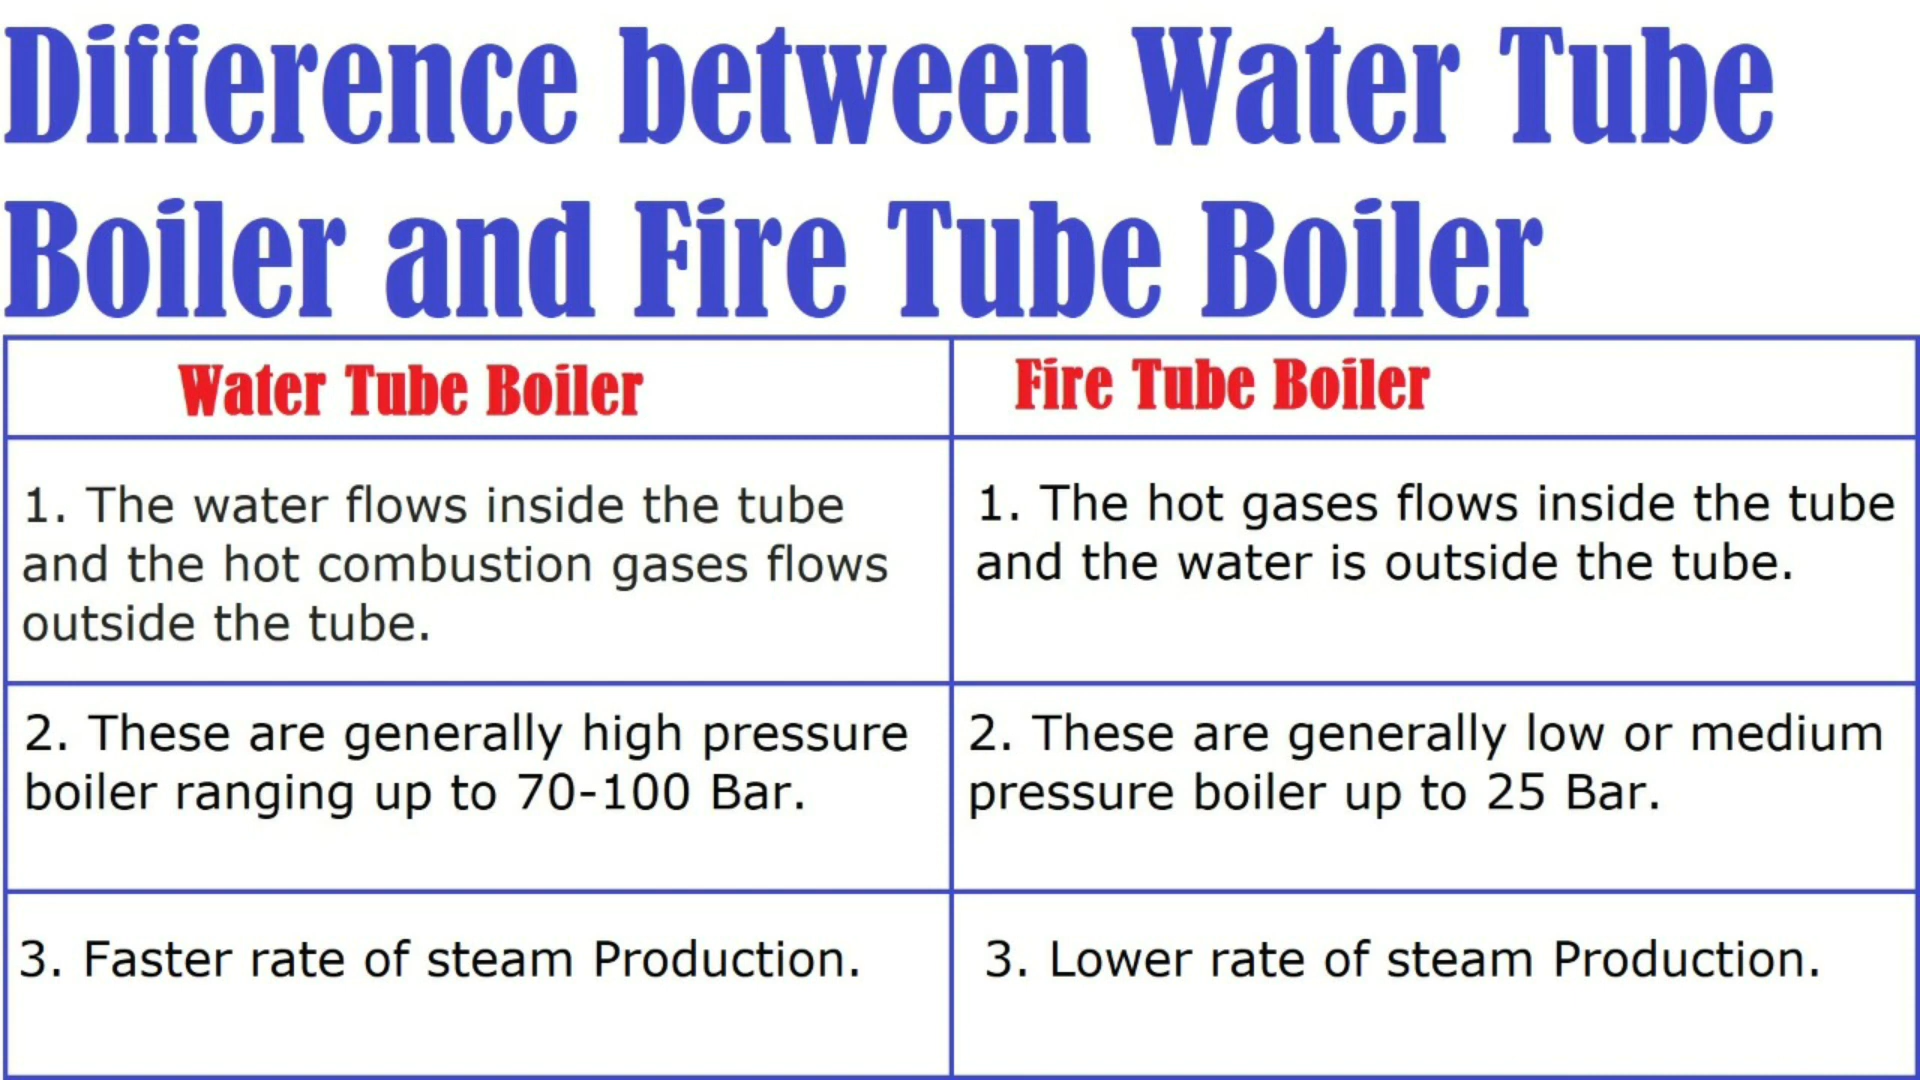 Difference between Water Tube
Boiler and Fire Tube Boiler
Water Tube Boiler
Fire Tube Boiler
1. The water flows inside the tube
and the hot combustion gases flows
outside the tube.
1. The hot gases flows inside the tube
and the water is outside the tube.
2. These are generally high pressure
boiler ranging up to 70-100 Bar.
2. These are generally low or medium
pressure boiler up to 25 Bar.
3. Faster rate of steam Production.
3. Lower rate of steam Production.